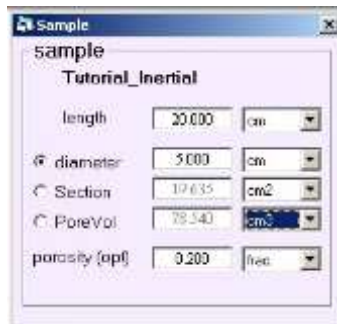 Sample
sample
Tutorial_Inertial
length 20.000 cm
diameter 5.000 cm
Section 19.635 cm2
PoreVol 78.540 cm3
porosity (opt) 0.200 frac